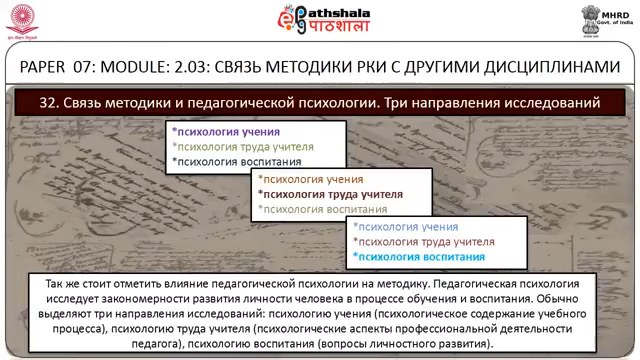 Pathshala
पाठशाला
MHRD
Govt. of India
PAPER 07: MODULE: 2.03: СВЯЗЬ МЕТОДИКИ РКИ С ДРУГИМИ ДИСЦИПЛИНАМИ
32. Связь методики и педагогической психологии. Три направления исследований
*психология учения
*психология труда учителя
*психология воспитания
*психология учения
*психология труда учителя
*психология воспитания
*психология учения
*психология труда учителя
*психология воспитания
Так же стоит отметить влияние педагогической психологии на методику. Педагогическая психология
исследует закономерности развития личности человека в процессе обучения и воспитания. Обычно
выделяют три направления исследований: психологию учения (психологическое содержание учебного
процесса), психологию труда учителя (психологические аспекты профессиональной деятельности
педагога), психологию воспитания (вопросы личностного развития).